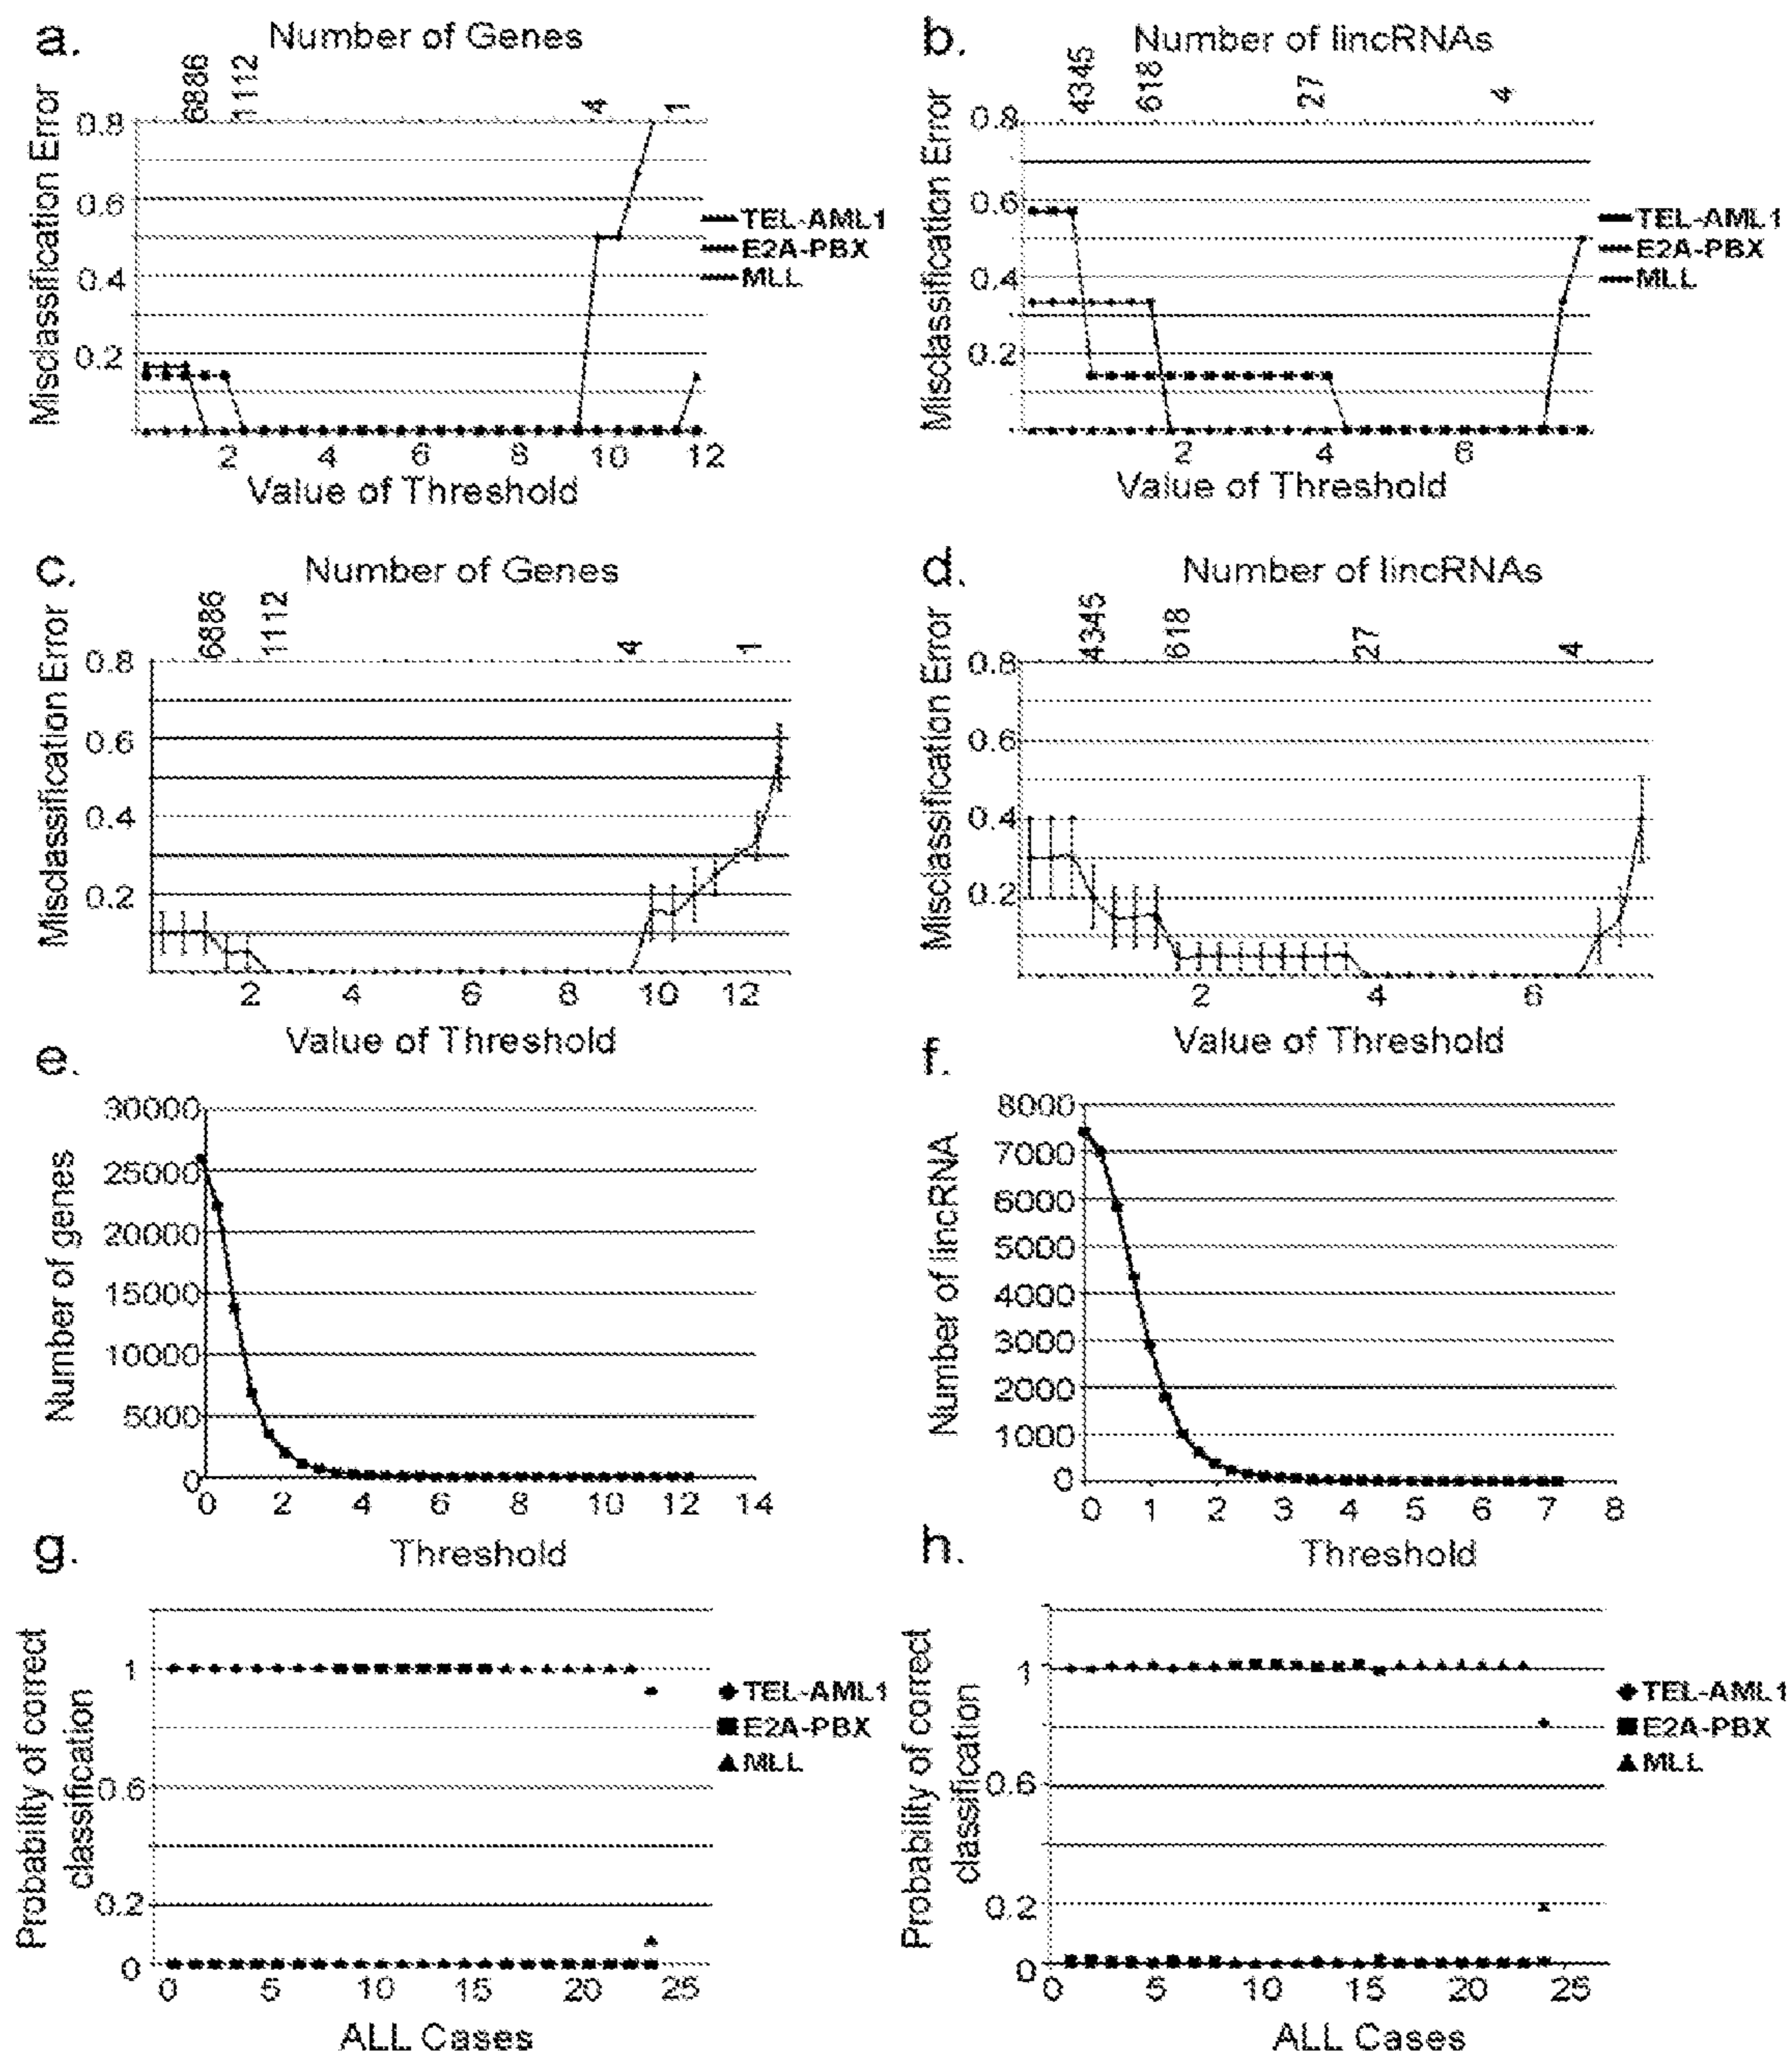 a.
Number of Genes
6886
1112
4
1
Misclassification Error
0.8
0.6
0.4
0.2
TEL-AML1
E2A-PBX
MLL
2 4 6 8 10 12
Value of Threshold
b.
Number of lincRNAs
4345
618
27
4
Misclassification Error
0.8
0.6
0.4
0.2
TEL-AML1
E2A-PBX
MLL
2 4 6
Value of Threshold
c.
Number of Genes
6886
1112
4
1
Misclassification Error
0.8
0.6
0.4
0.2
2 4 6 8 10 12
Value of Threshold
d.
Number of lincRNAs
4345
618
27
4
Misclassification Error
0.8
0.6
0.4
0.2
2 4 6
Value of Threshold
e.
Number of genes
30000
25000
20000
15000
10000
5000
0
0 2 4 6 8 10 12 14
Threshold
f.
Number of lincRNA
8000
7000
6000
5000
4000
3000
2000
1000
0
0 1 2 3 4 5 6 7 8
Threshold
g.
Probability of correct
classification
1
0.6
0.2
0
TEL-AML1
E2A-PBX
MLL
0 5 10 15 20 25
ALL Cases
h.
Probability of correct
classification
1
0.6
0.2
0
TEL-AML1
E2A-PBX
MLL
0 5 10 15 20 25
ALL Cases